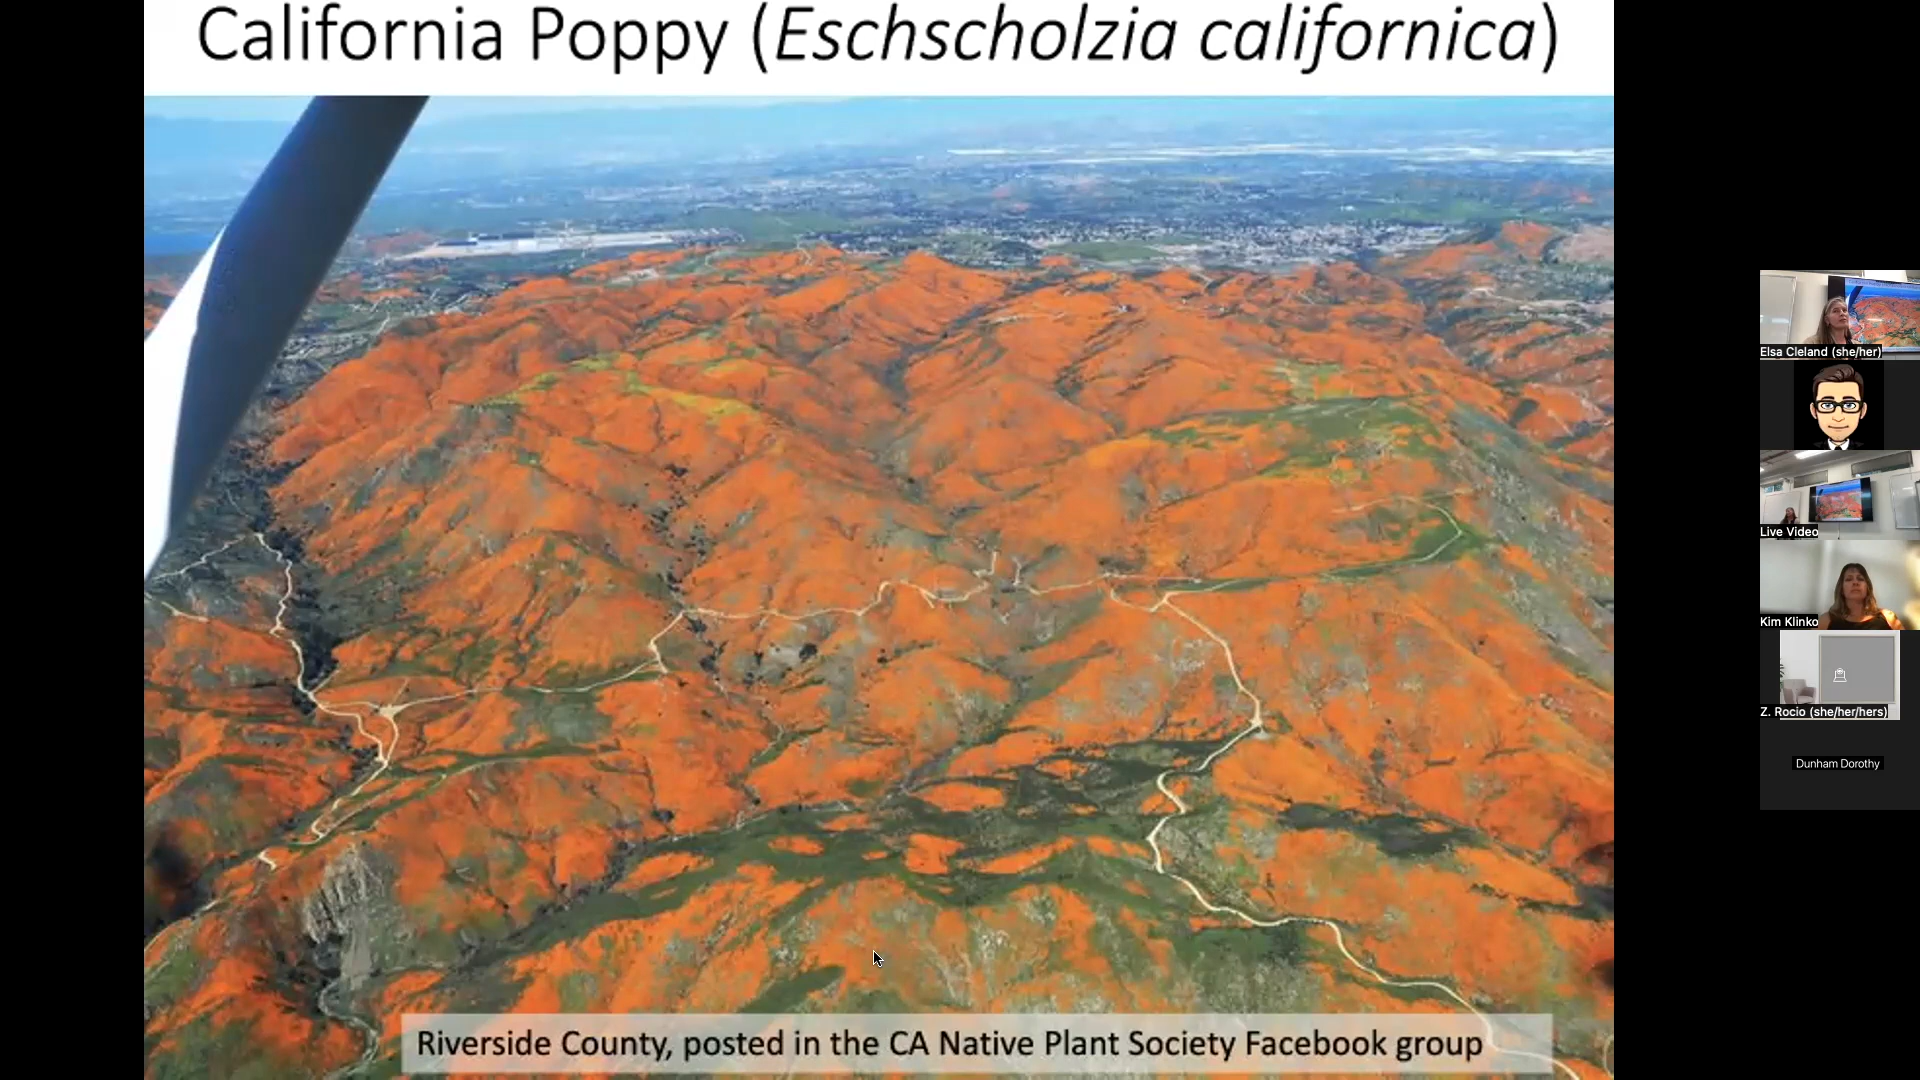 California Poppy (Eschscholzia californica)
Riverside County, posted in the CA Native Plant Society Facebook group
Elsa Cleland (she/her)
Live Video
Kim Klinko
Z. Rocio (she/her/hers)
Dunham Dorothy